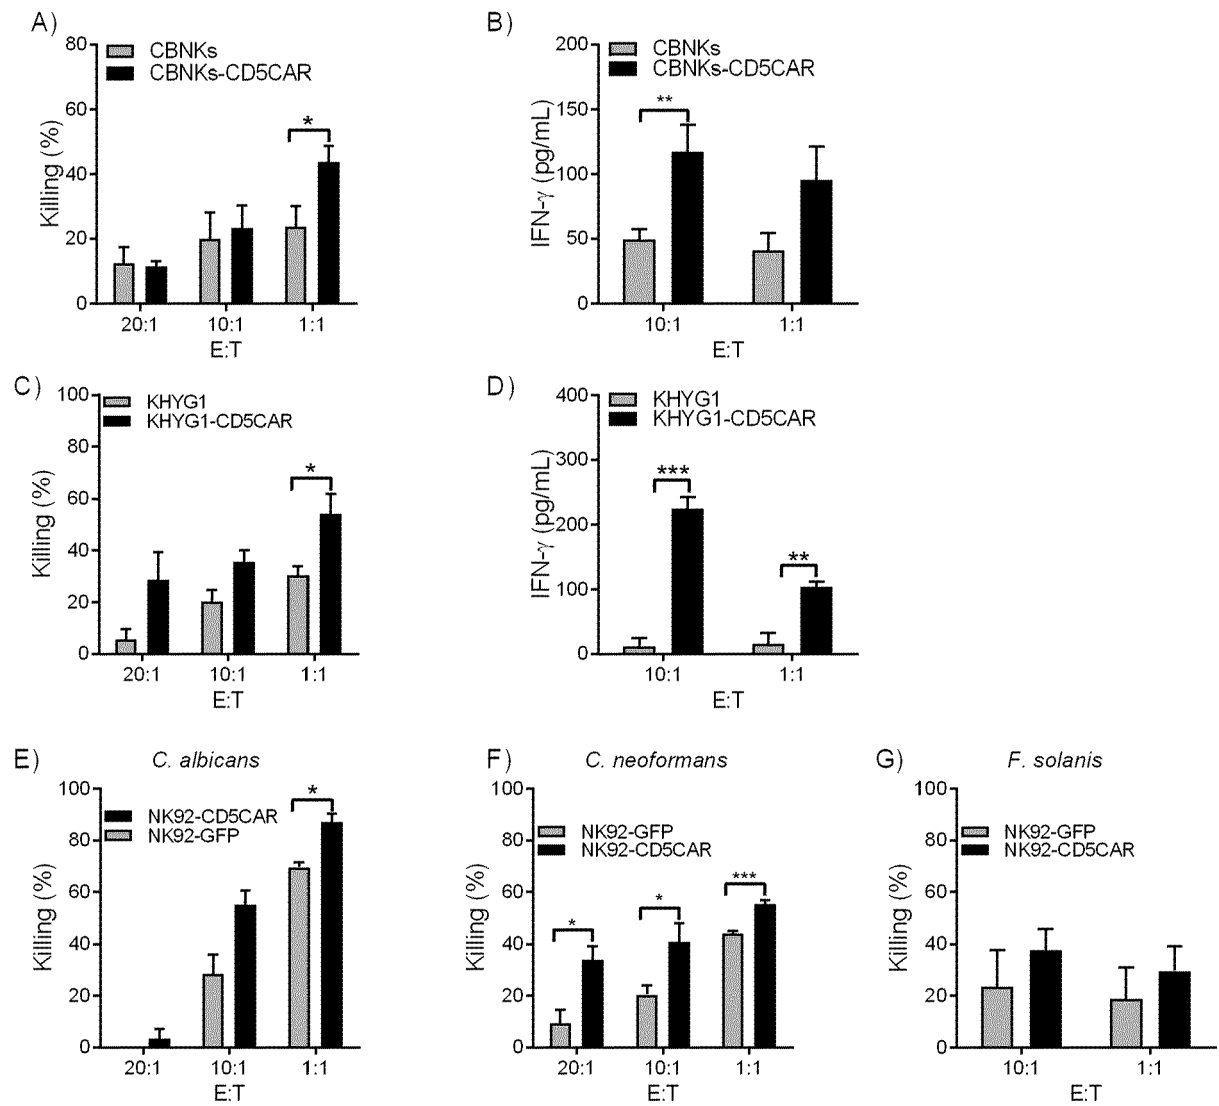 A)
CBNKs
CBNKs-CD5CAR
*
Killing (%)
80
60
40
20
0
20:1
10:1
1:1
E:T
B)
CBNKs
CBNKs-CD5CAR
**
IFN-γ (pg/mL)
200
150
100
50
0
10:1
1:1
E:T
C)
KHYG1
KHYG1-CD5CAR
*
Killing (%)
100
80
60
40
20
0
20:1
10:1
1:1
E:T
D)
KHYG1
KHYG1-CD5CAR
***
**
IFN-γ (pg/mL)
400
300
200
100
0
10:1
1:1
E:T
E)
C. albicans
NK92-CD5CAR
NK92-GFP
*
Killing (%)
100
80
60
40
20
0
20:1
10:1
1:1
E:T
F)
C. neoformans
NK92-GFP
NK92-CD5CAR
*
*
***
Killing (%)
100
80
60
40
20
0
20:1
10:1
1:1
E:T
G)
F. solanis
NK92-GFP
NK92-CD5CAR
Killing (%)
100
80
60
40
20
0
10:1
1:1
E:T